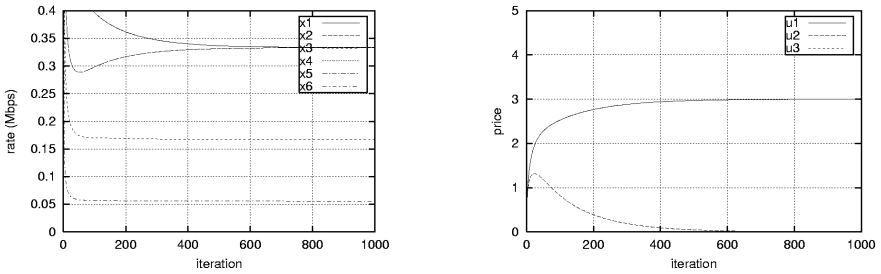 0.4
0.35
0.3
0.25
0.2
0.15
0.1
0.05
0
rate (Mbps)
0 200 400 600 800 1000
iteration
x1
x2
x3
x4
x5
x6
5
4
3
2
1
0
price
0 200 400 600 800 1000
iteration
u1
u2
u3